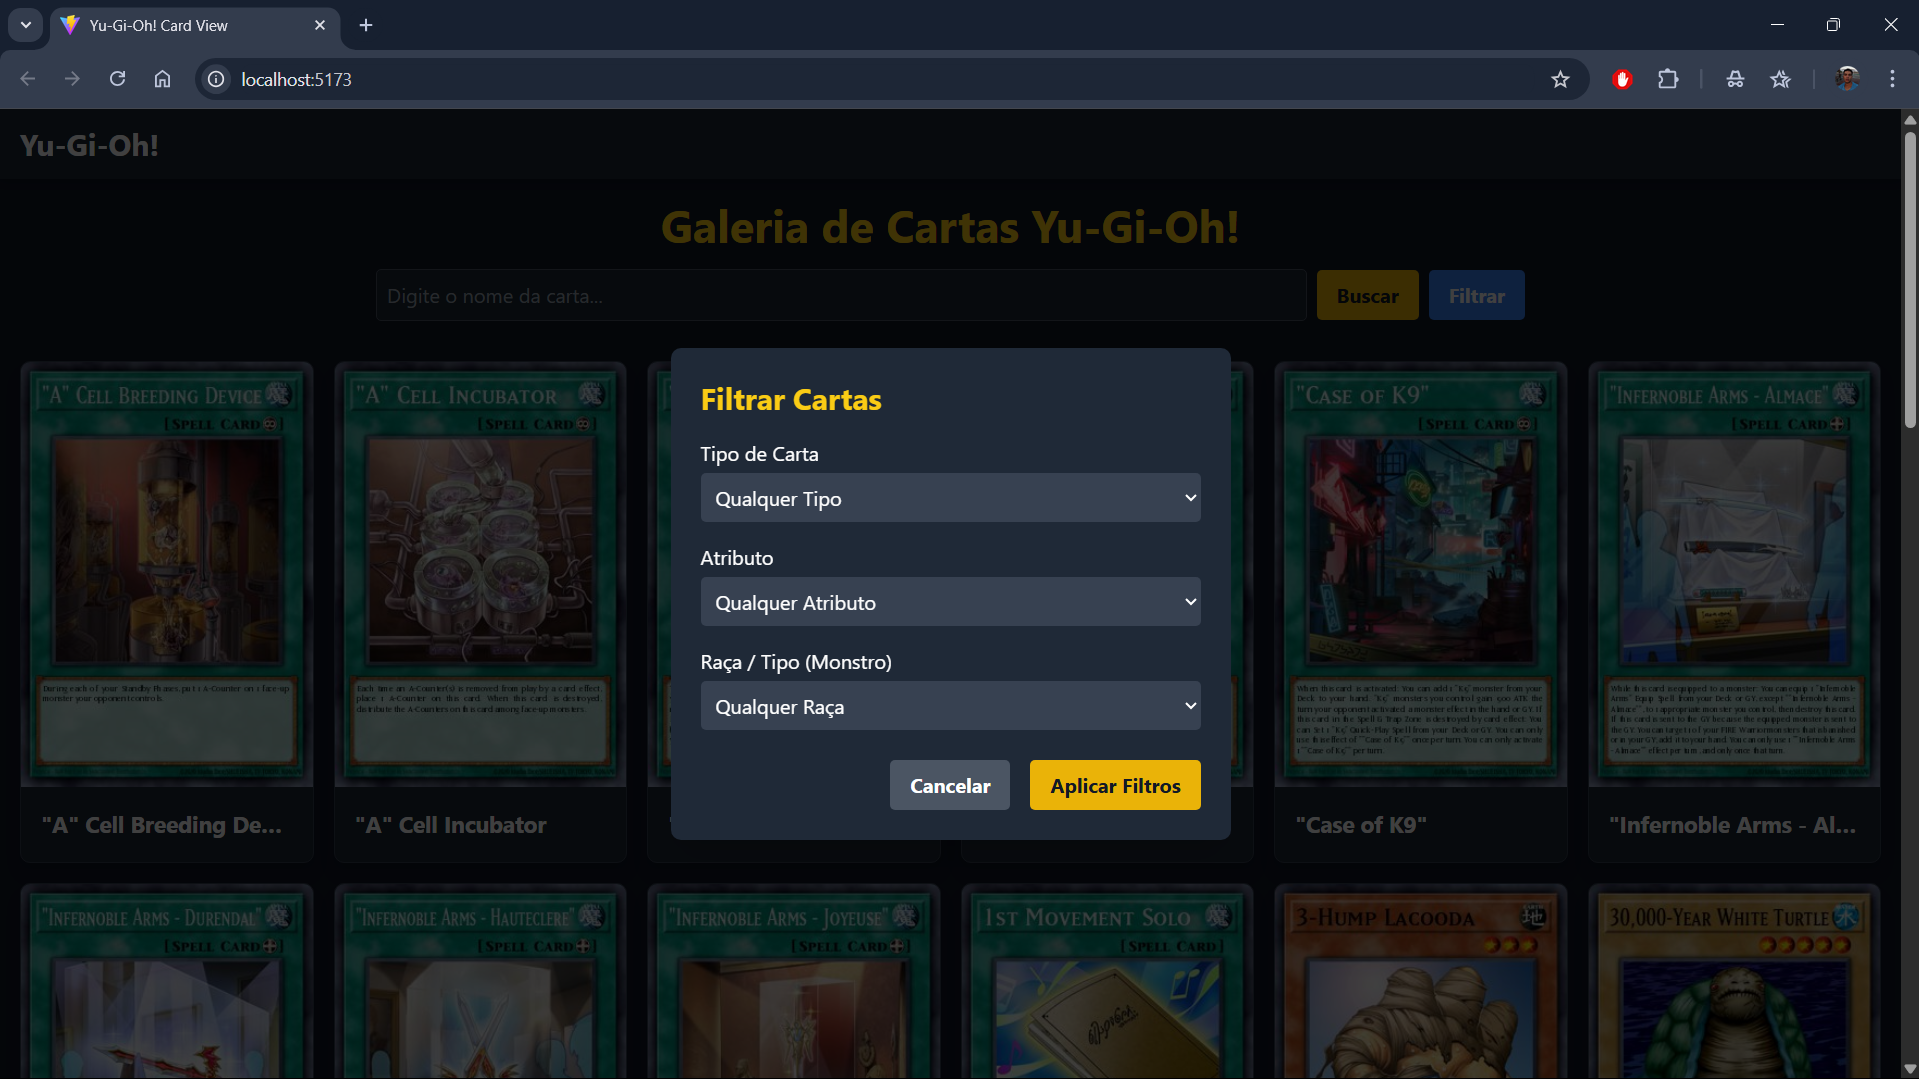 Yu-Gi-Oh! Card View
localhost:5173
Yu-Gi-Oh!
Galeria de Cartas Yu-Gi-Oh!
Digite o nome da carta...
Buscar
Filtrar
"A" Cell Breeding Device
[Spell Card]
During each of your Standby Phases, put 1 A-Counter on 1 face-up monster your opponent controls.
"A" Cell Breeding De...
"A" Cell Incubator
[Spell Card]
Each time an A-Counter(s) is removed from play by a card effect, place 1 A-Counter on this card. When this card is destroyed, distribute the A-Counters on this card among face-up monsters.
"A" Cell Incubator
Filtrar Cartas
Tipo de Carta
Qualquer Tipo
Atributo
Qualquer Atributo
Raça / Tipo (Monstro)
Qualquer Raça
Cancelar
Aplicar Filtros
"Case of K9"
[Spell Card]
"Case of K9"
"Infernoble Arms - Almace"
[Spell Card]
"Infernoble Arms - Al...
"Infernoble Arms - Durendal"
[Spell Card]
"Infernoble Arms - Hauteclere"
[Spell Card]
"Infernoble Arms - Joyeuse"
[Spell Card]
1st Movement Solo
[Spell Card]
3-Hump Lacooda
30,000-Year White Turtle